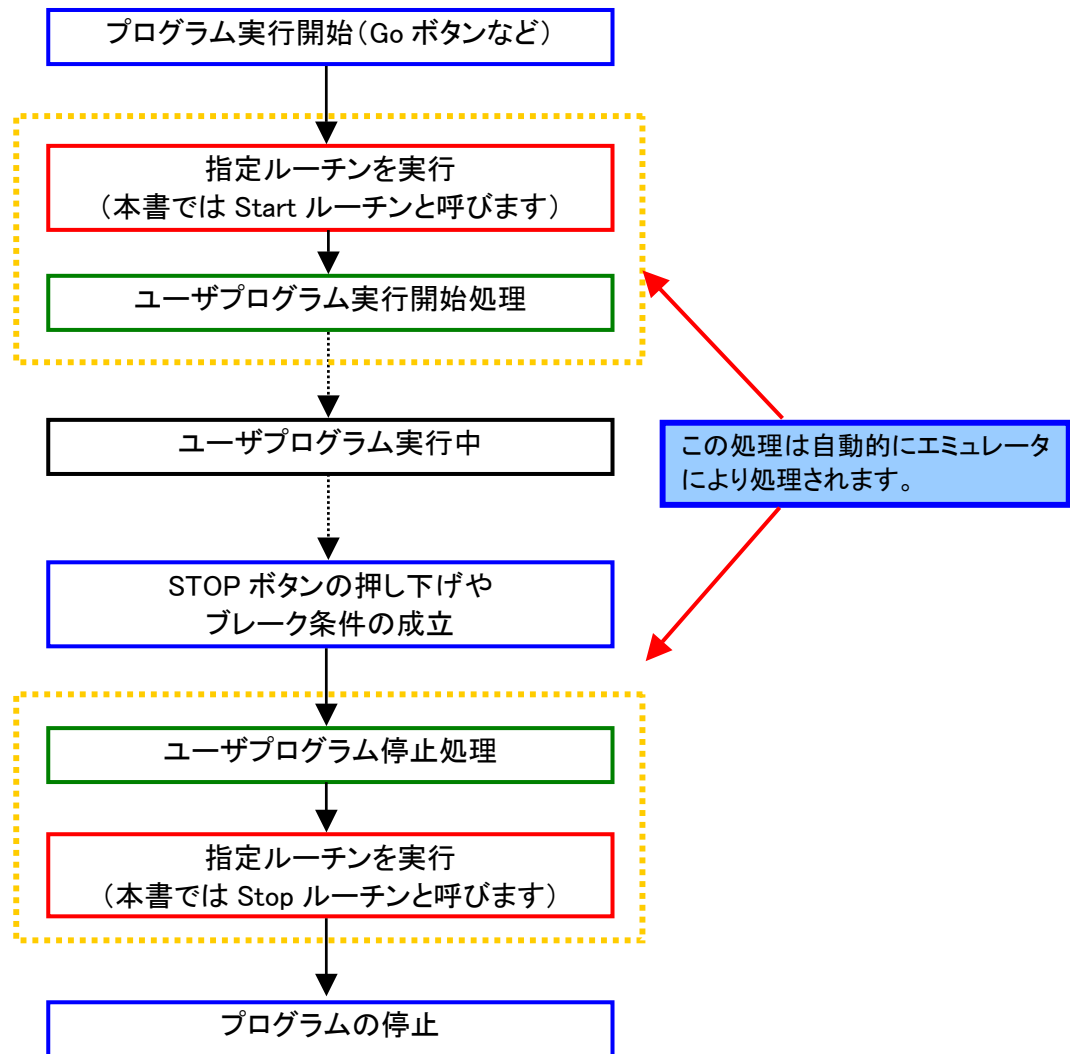 プログラム実行開始(Go ボタンなど)
指定ルーチンを実行
(本書では Start ルーチンと呼びます)
ユーザプログラム実行開始処理
ユーザプログラム実行中
この処理は自動的にエミュレータ
により処理されます。
STOP ボタンの押し下げや
ブレーク条件の成立
ユーザプログラム停止処理
指定ルーチンを実行
(本書では Stop ルーチンと呼びます)
プログラムの停止